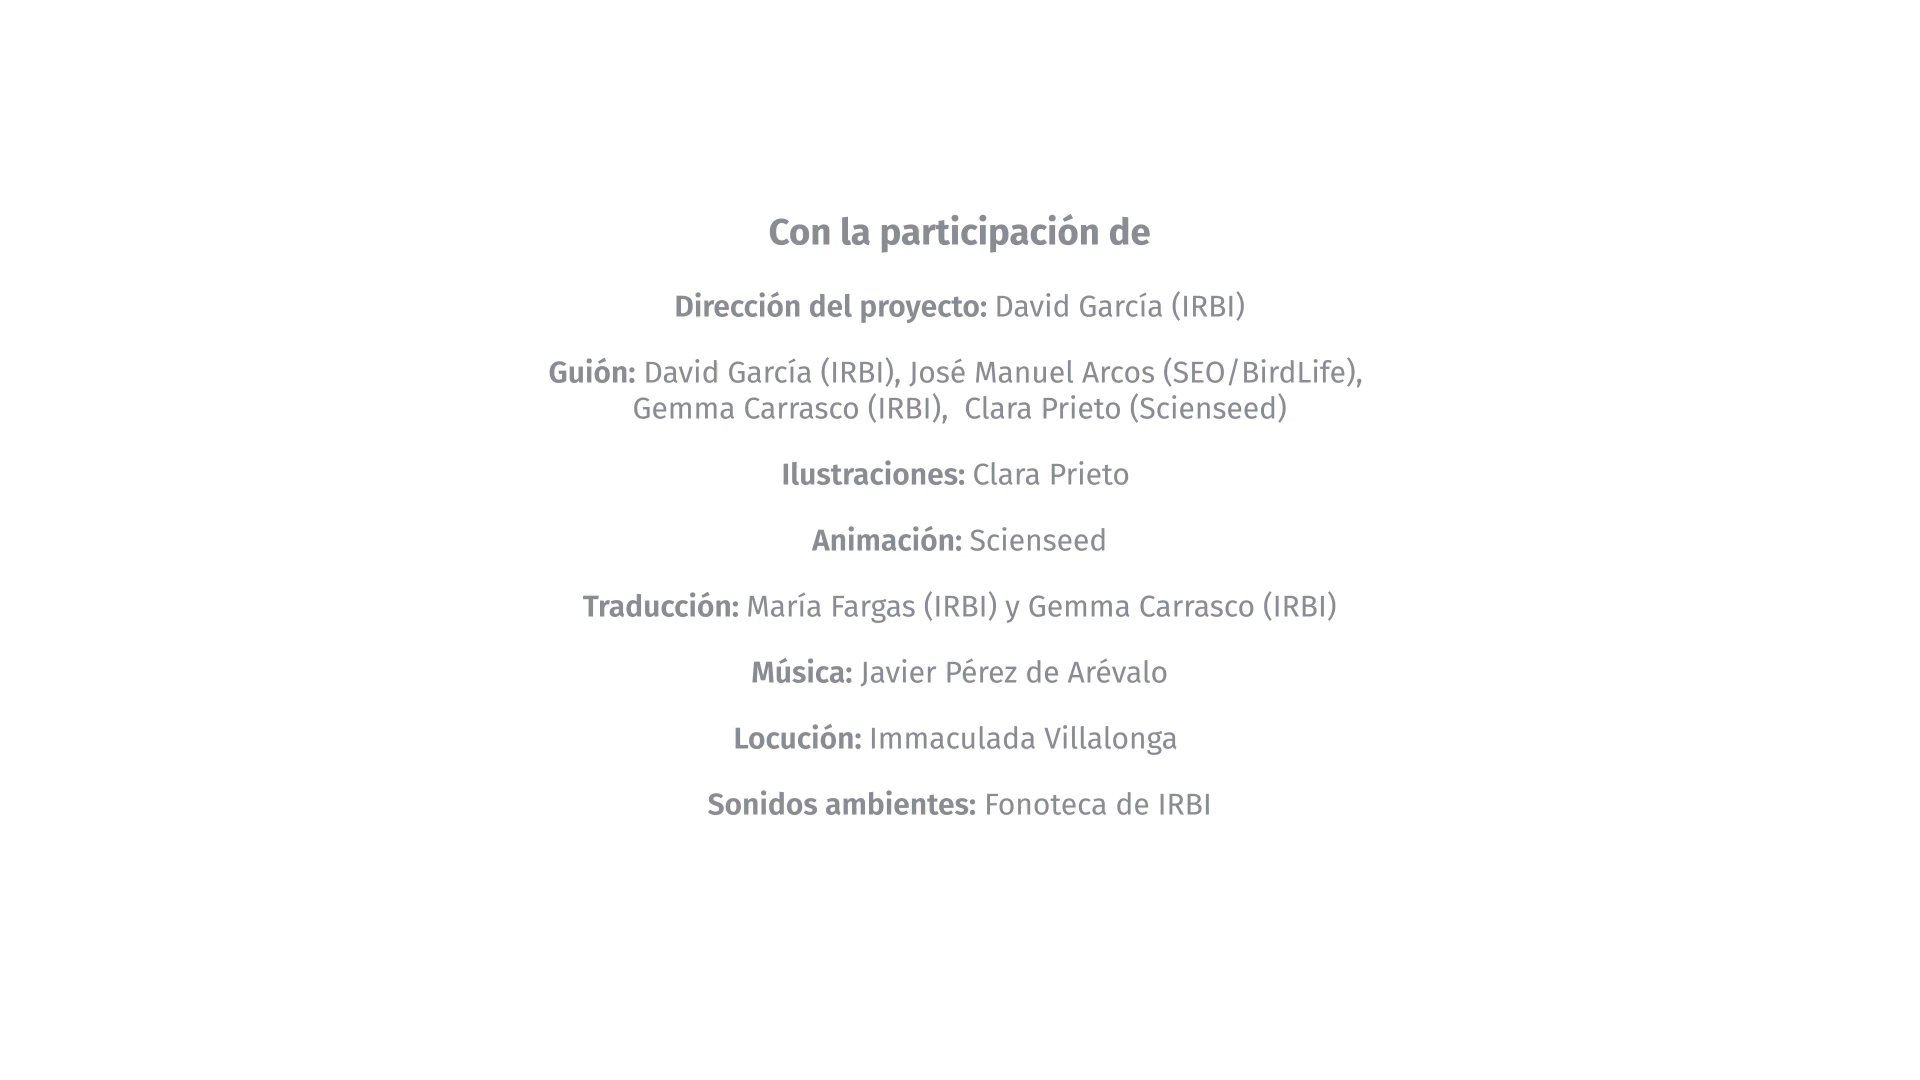 Con la participación de
Dirección del proyecto: David García (IRBI)
Guión: David García (IRBI), José Manuel Arcos (SEO/BirdLife),
Gemma Carrasco (IRBI),  Clara Prieto (Scienseed)
Ilustraciones: Clara Prieto
Animación: Scienseed
Traducción: María Fargas (IRBI) y Gemma Carrasco (IRBI)
Música: Javier Pérez de Arévalo
Locución: Immaculada Villalonga
Sonidos ambientes: Fonoteca de IRBI